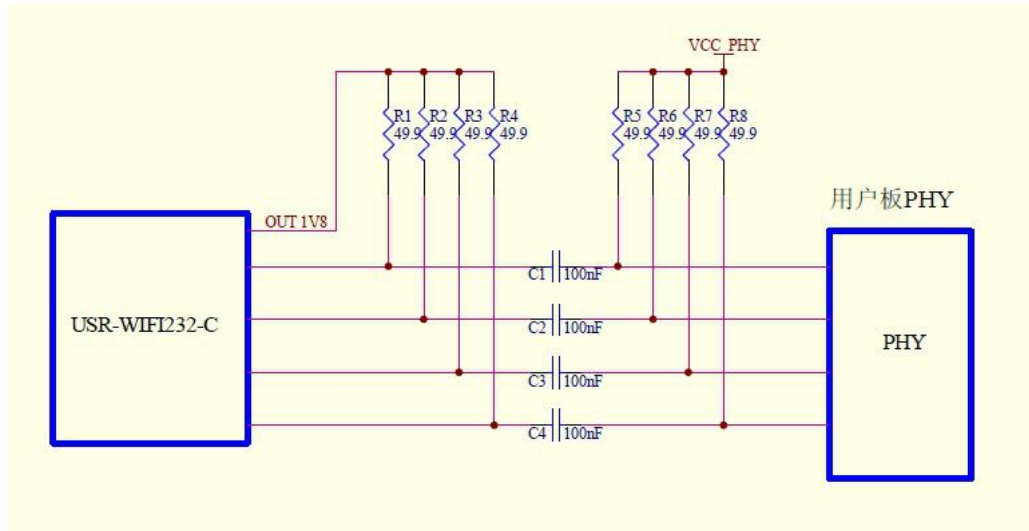 VCC_PHY
R1 R2 R3 R4
49.9 49.9 49.9 49.9
R5 R6 R7 R8
49.9 49.9 49.9 49.9
用户板PHY
OUT 1V8
C1 100nF
USR-WIFI232-C
C2 100nF
PHY
C3 100nF
C4 100nF